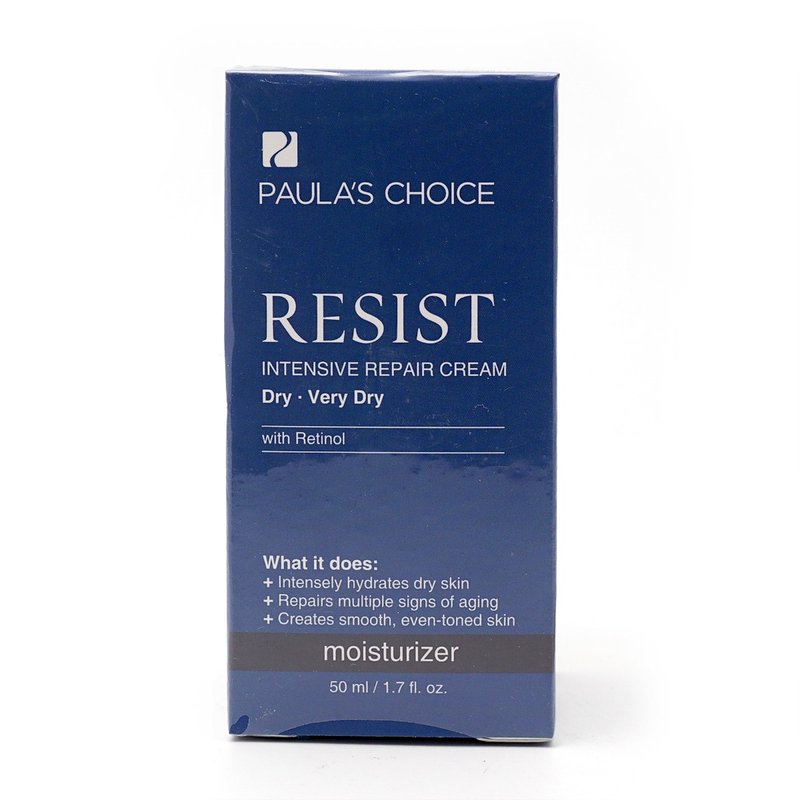 PAULA'S CHOICE
RESIST
INTENSIVE REPAIR CREAM
Dry · Very Dry
with Retinol
What it does:
+ Intensely hydrates dry skin
+ Repairs multiple signs of aging
+ Creates smooth, even-toned skin
moisturizer
50 ml / 1.7 fl. oz.